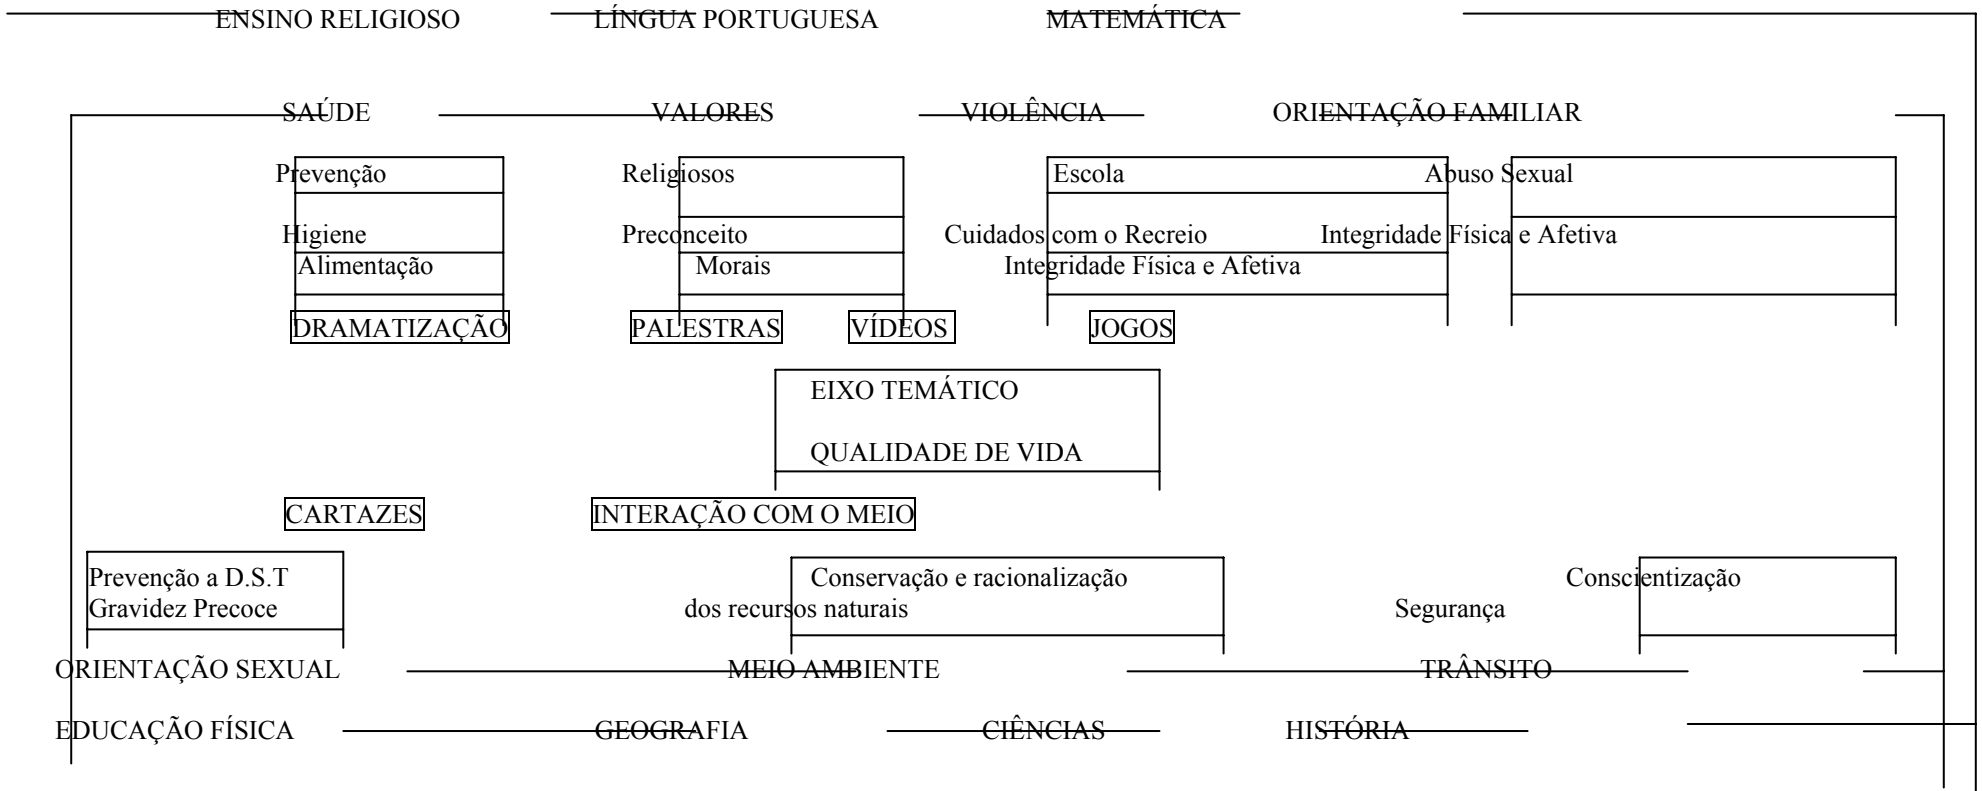 ENSINO RELIGIOSO LÍNGUA PORTUGUESA MATEMÁTICA
SAÚDE VALORES VIOLÊNCIA ORIENTAÇÃO FAMILIAR
Prevenção Religiosos Escola Abuso Sexual
Higiene Preconceito Cuidados com o Recreio Integridade Física e Afetiva
Alimentação Morais Integridade Física e Afetiva
DRAMATIZAÇÃO PALESTRAS VÍDEOS JOGOS
EIXO TEMÁTICO
QUALIDADE DE VIDA
CARTAZES INTERAÇÃO COM O MEIO
Prevenção a D.S.T Conservação e racionalização Conscientização
Gravidez Precoce dos recursos naturais Segurança
ORIENTAÇÃO SEXUAL MEIO AMBIENTE TRÂNSITO
EDUCAÇÃO FÍSICA GEOGRAFIA CIÊNCIAS HISTÓRIA